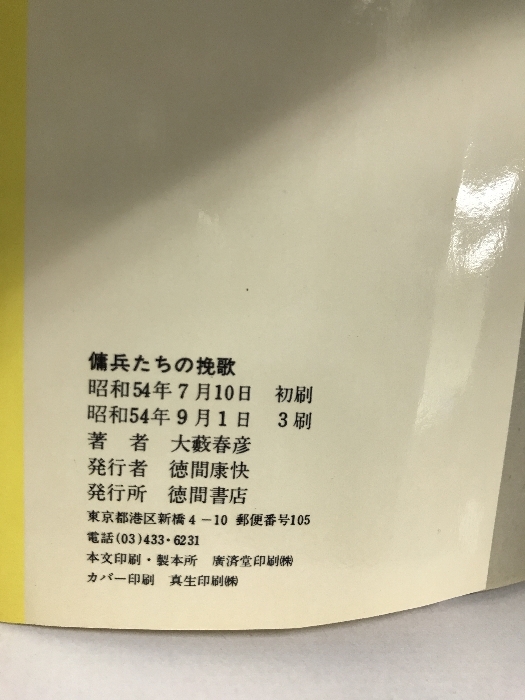 傭兵たちの挽歌
昭和54年7月10日 初刷
昭和54年9月1日 3刷
著者 大藪春彦
発行者 徳間康快
発行所 徳間書店
東京都港区新橋4-10 郵便番号105
電話(03)433・6231
本文印刷・製本所 廣済堂印刷㈱
カバー印刷 真生印刷㈱